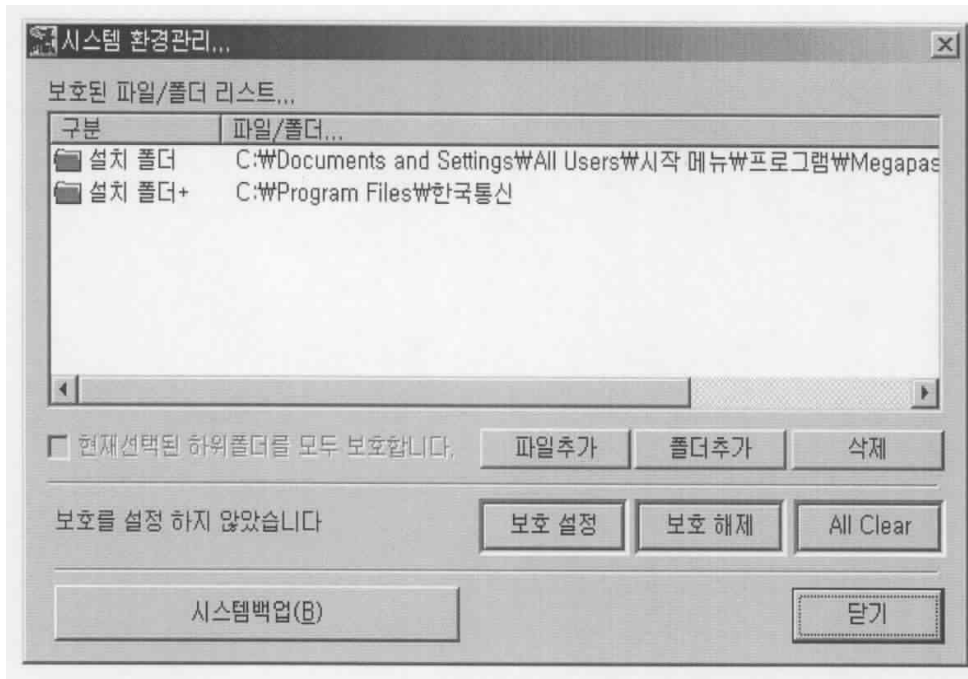 시스템 환경관리...
보호된 파일/폴더 리스트...
구분 파일/폴더...
설치 폴더 C:₩Documents and Settings₩All Users₩시작 메뉴₩프로그램₩Megapas
설치 폴더+ C:₩Program Files₩한국통신
현재선택된 하위폴더를 모두 보호합니다. 파일추가 폴더추가 삭제
보호를 설정 하지 않았습니다 보호 설정 보호 해제 All Clear
시스템백업(B) 닫기